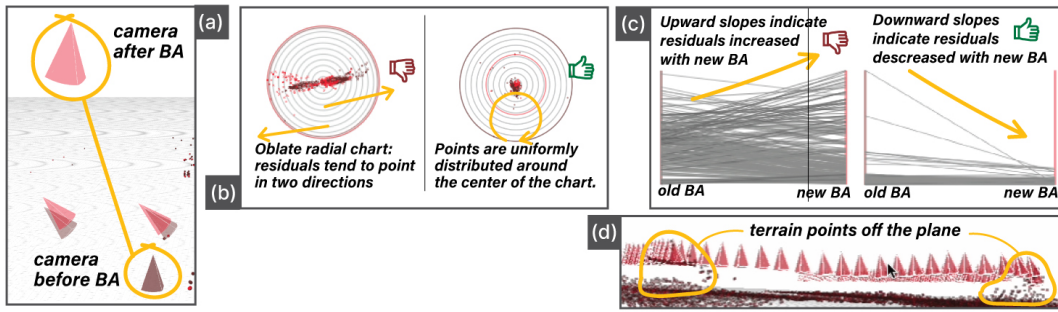 camera
after BA
camera
before BA
(a)
(b)
Oblate radial chart:
residuals tend to point
in two directions
Points are uniformly
distributed around
the center of the chart.
(c)
Upward slopes indicate
residuals increased
with new BA
Downward slopes
indicate residuals
descreased with new BA
old BA
new BA
old BA
new BA
(d)
terrain points off the plane